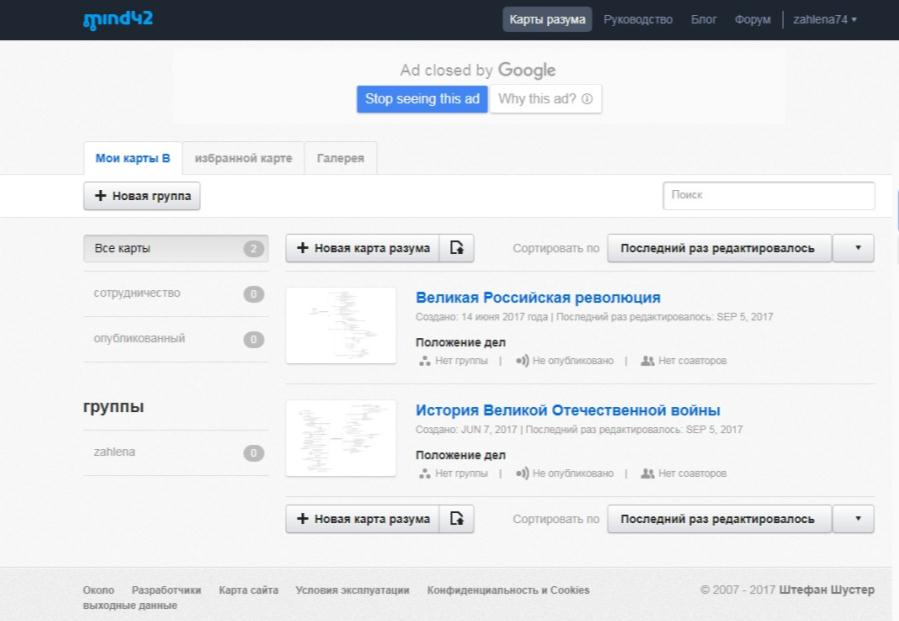 mind42
Карты разума Руководство Блог Форум zahlena74
Ad closed by Google
Stop seeing this ad Why this ad?
Мои карты В избранной карте Галерея
+ Новая группа Поиск
Все карты 2 + Новая карта разума Сортировать по Последний раз редактировалось
сотрудничество 0
опубликованный 0
Великая Российская революция
Создано: 14 июня 2017 года | Последний раз редактировалось: SEP 5, 2017
Положение дел
Нет группы | Не опубликовано | Нет соавторов
группы
zahlena 0
История Великой Отечественной войны
Создано: JUN 7, 2017 | Последний раз редактировалось: SEP 5, 2017
Положение дел
Нет группы | Не опубликовано | Нет соавторов
+ Новая карта разума Сортировать по Последний раз редактировалось
Около Разработчики Карта сайта Условия эксплуатации Конфиденциальность и Cookies © 2007 - 2017 Штефан Шустер
выходные данные